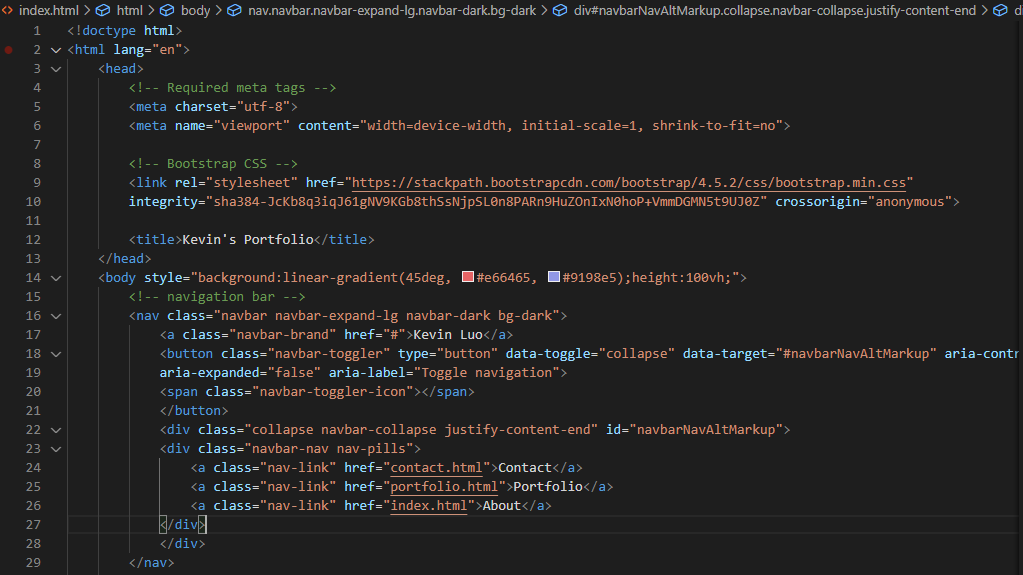 index.html > html > body > nav.navbar.navbar-expand-lg.navbar-dark.bg-dark > div#navbarNavAltMarkup.collapse.navbar-collapse.justify-content-end > d
1 <!doctype html>
2 <html lang="en">
3 <head>
4 <!-- Required meta tags -->
5 <meta charset="utf-8">
6 <meta name="viewport" content="width=device-width, initial-scale=1, shrink-to-fit=no">
7
8 <!-- Bootstrap CSS -->
9 <link rel="stylesheet" href="https://stackpath.bootstrapcdn.com/bootstrap/4.5.2/css/bootstrap.min.css"
10 integrity="sha384-JcKb8q3iqJ61gNV9KGb8thSsNjpSL0n8PARn9HuZOnIxN0hoP+VmmDGMN5t9UJ0Z" crossorigin="anonymous">
11
12 <title>Kevin's Portfolio</title>
13 </head>
14 <body style="background:linear-gradient(45deg, #e66465, #9198e5);height:100vh;">
15 <!-- navigation bar -->
16 <nav class="navbar navbar-expand-lg navbar-dark bg-dark">
17 <a class="navbar-brand" href="#">Kevin Luo</a>
18 <button class="navbar-toggler" type="button" data-toggle="collapse" data-target="#navbarNavAltMarkup" aria-contr
19 aria-expanded="false" aria-label="Toggle navigation">
20 <span class="navbar-toggler-icon"></span>
21 </button>
22 <div class="collapse navbar-collapse justify-content-end" id="navbarNavAltMarkup">
23 <div class="navbar-nav nav-pills">
24 <a class="nav-link" href="contact.html">Contact</a>
25 <a class="nav-link" href="portfolio.html">Portfolio</a>
26 <a class="nav-link" href="index.html">About</a>
27 </div>
28 </div>
29 </nav>